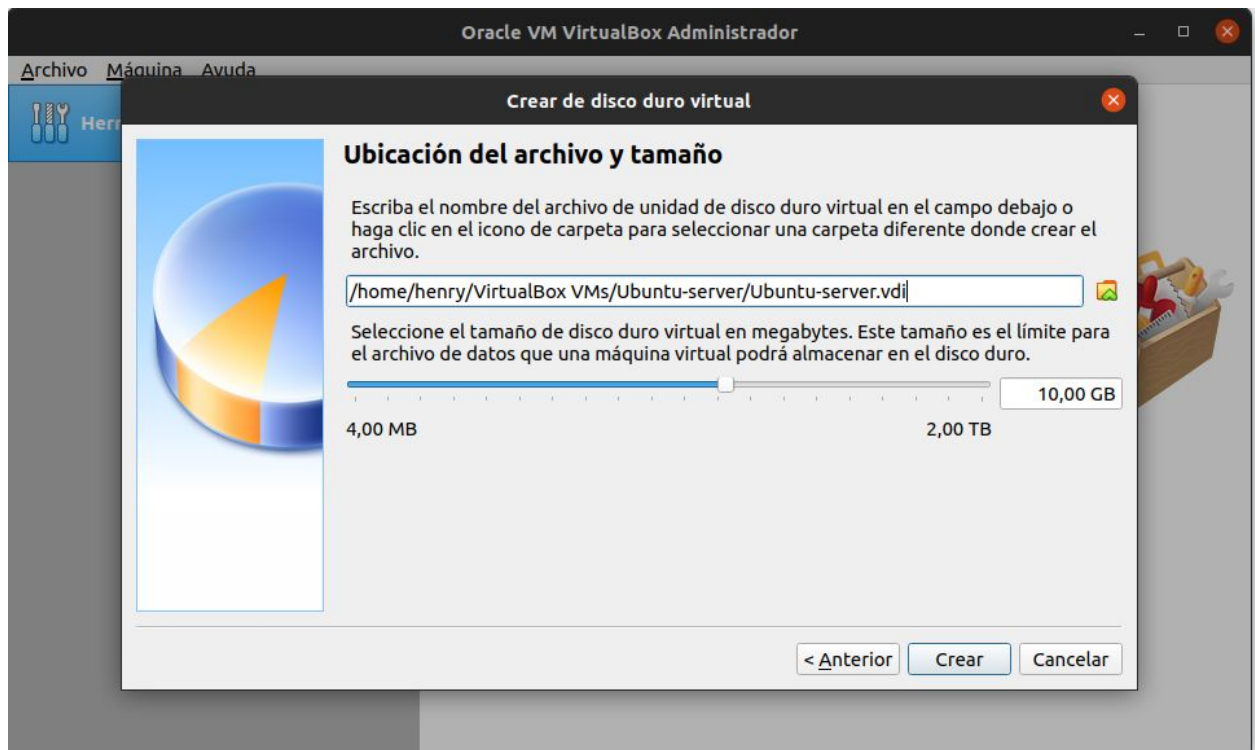 Oracle VM VirtualBox Administrador
Archivo Máquina Ayuda
Crear de disco duro virtual
Ubicación del archivo y tamaño
Escriba el nombre del archivo de unidad de disco duro virtual en el campo debajo o
haga clic en el icono de carpeta para seleccionar una carpeta diferente donde crear el
archivo.
/home/henry/VirtualBox VMs/Ubuntu-server/Ubuntu-server.vdi
Seleccione el tamaño de disco duro virtual en megabytes. Este tamaño es el límite para
el archivo de datos que una máquina virtual podrá almacenar en el disco duro.
10,00 GB
4,00 MB 2,00 TB
< Anterior Crear Cancelar